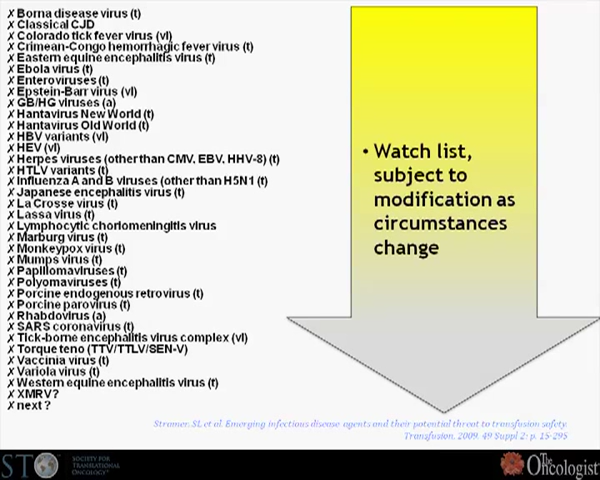 ✗ Borna disease virus (t)
✗ Classical CJD
✗ Colorado tick fever virus (vl)
✗ Crimean-Congo hemorrhagic fever virus (t)
✗ Eastern equine encephalitis virus (t)
✗ Ebola virus (t)
✗ Enteroviruses (t)
✗ Epstein-Barr virus (vl)
✗ GB/HG viruses (a)
✗ Hantavirus New World (t)
✗ Hantavirus Old World (t)
✗ HBV variants (vl)
✗ HEV (vl)
✗ Herpes viruses (other than CMV, EBV, HHV-8) (t)
✗ HTLV variants (t)
✗ Influenza A and B viruses (other than H5N1 (t)
✗ Japanese encephalitis virus (t)
✗ La Crosse virus (t)
✗ Lassa virus (t)
✗ Lymphocytic choriomeningitis virus
✗ Marburg virus (t)
✗ Monkeypox virus (t)
✗ Mumps virus (t)
✗ Papillomaviruses (t)
✗ Polyomaviruses (t)
✗ Porcine endogenous retrovirus (t)
✗ Porcine parovirus (t)
✗ Rhabdovirus (a)
✗ SARS coronavirus (t)
✗ Tick-borne encephalitis virus complex (vl)
✗ Torque teno (TTV/TTLV/SEN-V)
✗ Vaccinia virus (t)
✗ Variola virus (t)
✗ Western equine encephalitis virus (t)
✗ XMRV?
✗ next ?
• Watch list,
subject to
modification as
circumstances
change
Stramer, SL et al. Emerging infectious disease agents and their potential threat to transfusion safety
Transfusion, 2009. 49 Suppl 2: p. 1S-29S
STO
SOCIETY FOR
TRANSLATIONAL
ONCOLOGY
The
Oncologist